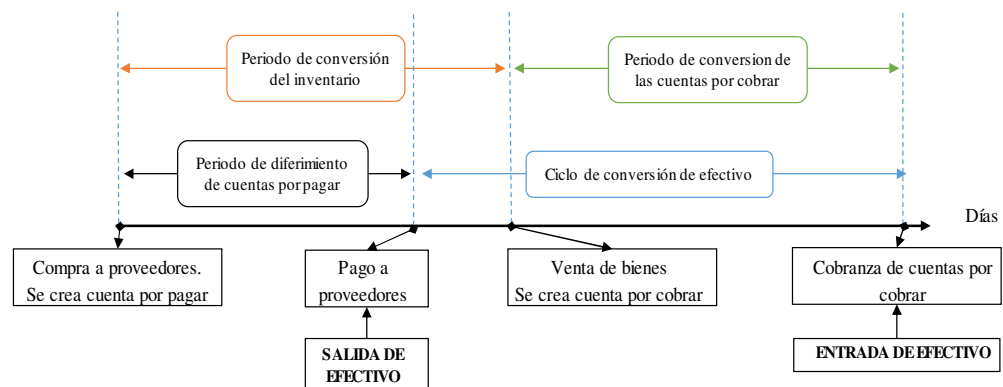 Periodo de conversión
del inventario
Periodo de conversion de
las cuentas por cobrar
Periodo de diferimiento
de cuentas por pagar
Ciclo de conversión de efectivo
Días
Compra a proveedores.
Se crea cuenta por pagar
Pago a
proveedores
Venta de bienes
Se crea cuenta por cobrar
Cobranza de cuentas por
cobrar
SALIDA DE
EFECTIVO
ENTRADA DE EFECTIVO